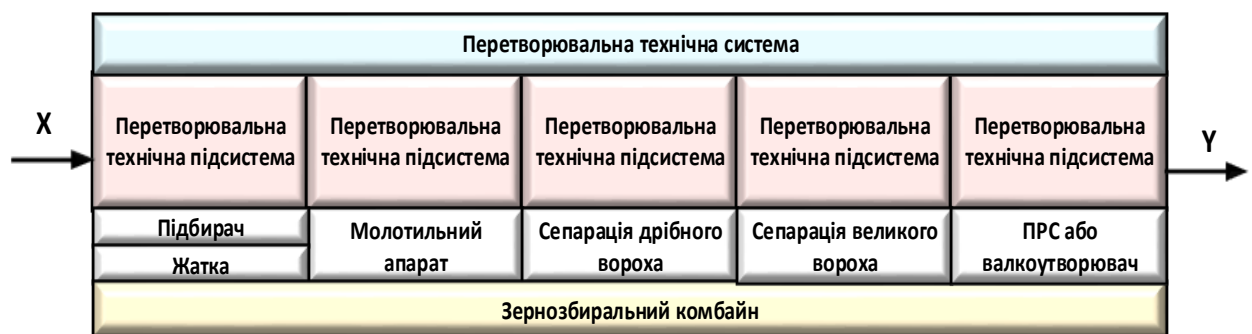 Перетворювальна технічна система
X
Перетворювальна
технічна підсистема
Перетворювальна
технічна підсистема
Перетворювальна
технічна підсистема
Перетворювальна
технічна підсистема
Перетворювальна
технічна підсистема
Y
Підбирач
Жатка
Молотильний
апарат
Сепарація дрібного
вороха
Сепарація великого
вороха
ПРС або
валкоутворювач
Зернозбиральний комбайн